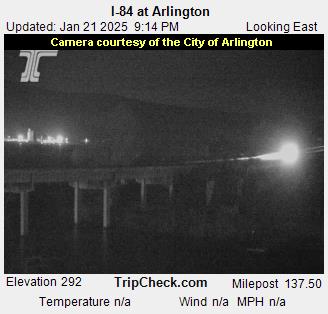 I-84 at Arlington
Updated: Jan 21 2025 9:14 PM Looking East
Camera courtesy of the City of Arlington
Elevation 292 TripCheck.com Milepost 137.50
Temperature n/a Wind n/a MPH n/a